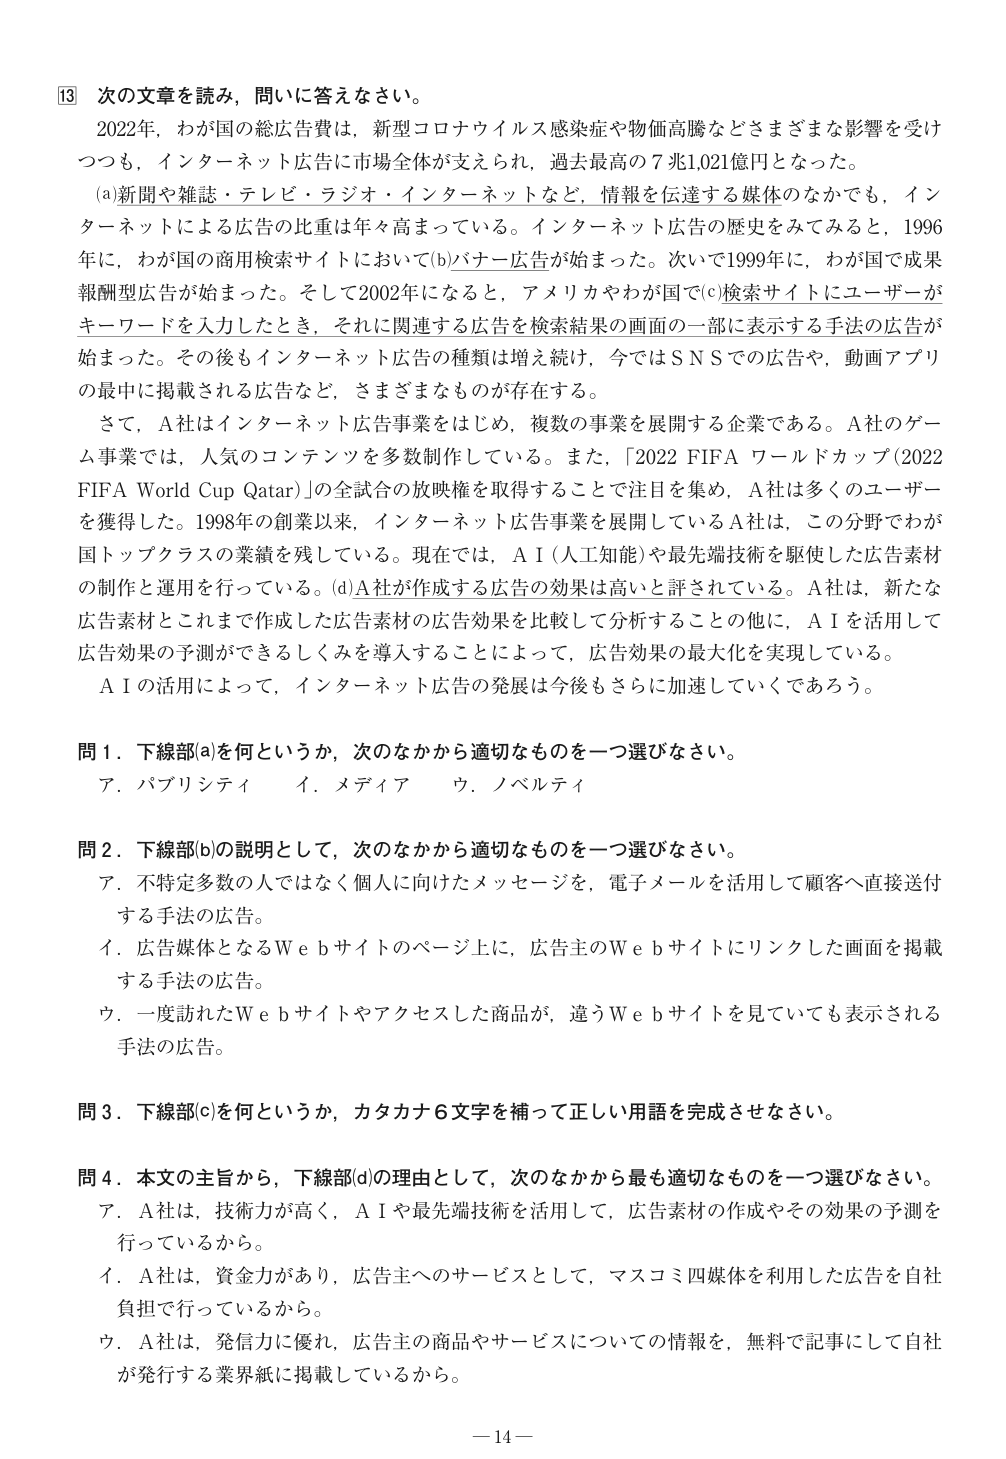 13　次の文章を読み，問いに答えなさい。
2022年，わが国の総広告費は，新型コロナウイルス感染症や物価高騰などさまざまな影響を受け
つつも，インターネット広告に市場全体が支えられ，過去最高の７兆1,021億円となった。
(a)新聞や雑誌・テレビ・ラジオ・インターネットなど，情報を伝達する媒体のなかでも，イン
ターネットによる広告の比重は年々高まっている。インターネット広告の歴史をみてみると，1996
年に，わが国の商用検索サイトにおいて(b)バナー広告が始まった。次いで1999年に，わが国で成果
報酬型広告が始まった。そして2002年になると，アメリカやわが国で(c)検索サイトにユーザーが
キーワードを入力したとき，それに関連する広告を検索結果の画面の一部に表示する手法の広告が
始まった。その後もインターネット広告の種類は増え続け，今ではＳＮＳでの広告や，動画アプリ
の最中に掲載される広告など，さまざまなものが存在する。
さて，Ａ社はインターネット広告事業をはじめ，複数の事業を展開する企業である。Ａ社のゲー
ム事業では，人気のコンテンツを多数制作している。また，「2022 FIFA ワールドカップ（2022
FIFA World Cup Qatar）」の全試合の放映権を取得することで注目を集め，Ａ社は多くのユーザー
を獲得した。1998年の創業以来，インターネット広告事業を展開しているＡ社は，この分野でわが
国トップクラスの業績を残している。現在では，ＡＩ（人工知能）や最先端技術を駆使した広告素材
の制作と運用を行っている。(d)Ａ社が作成する広告の効果は高いと評されている。Ａ社は，新たな
広告素材とこれまで作成した広告素材の広告効果を比較して分析することの他に，ＡＩを活用して
広告効果の予測ができるしくみを導入することによって，広告効果の最大化を実現している。
ＡＩの活用によって，インターネット広告の発展は今後もさらに加速していくであろう。
問１．下線部(a)を何というか，次のなかから適切なものを一つ選びなさい。
ア．パブリシティ　　イ．メディア　　ウ．ノベルティ
問２．下線部(b)の説明として，次のなかから適切なものを一つ選びなさい。
ア．不特定多数の人ではなく個人に向けたメッセージを，電子メールを活用して顧客へ直接送付
する手法の広告。
イ．広告媒体となるＷｅｂサイトのページ上に，広告主のＷｅｂサイトにリンクした画面を掲載
する手法の広告。
ウ．一度訪れたＷｅｂサイトやアクセスした商品が，違うＷｅｂサイトを見ていても表示される
手法の広告。
問３．下線部(c)を何というか，カタカナ６文字を補って正しい用語を完成させなさい。
問４．本文の主旨から，下線部(d)の理由として，次のなかから最も適切なものを一つ選びなさい。
ア．Ａ社は，技術力が高く，ＡＩや最先端技術を活用して，広告素材の作成やその効果の予測を
行っているから。
イ．Ａ社は，資金力があり，広告主へのサービスとして，マスコミ四媒体を利用した広告を自社
負担で行っているから。
ウ．Ａ社は，発信力に優れ，広告主の商品やサービスについての情報を，無料で記事にして自社
が発行する業界紙に掲載しているから。
― 14 ―